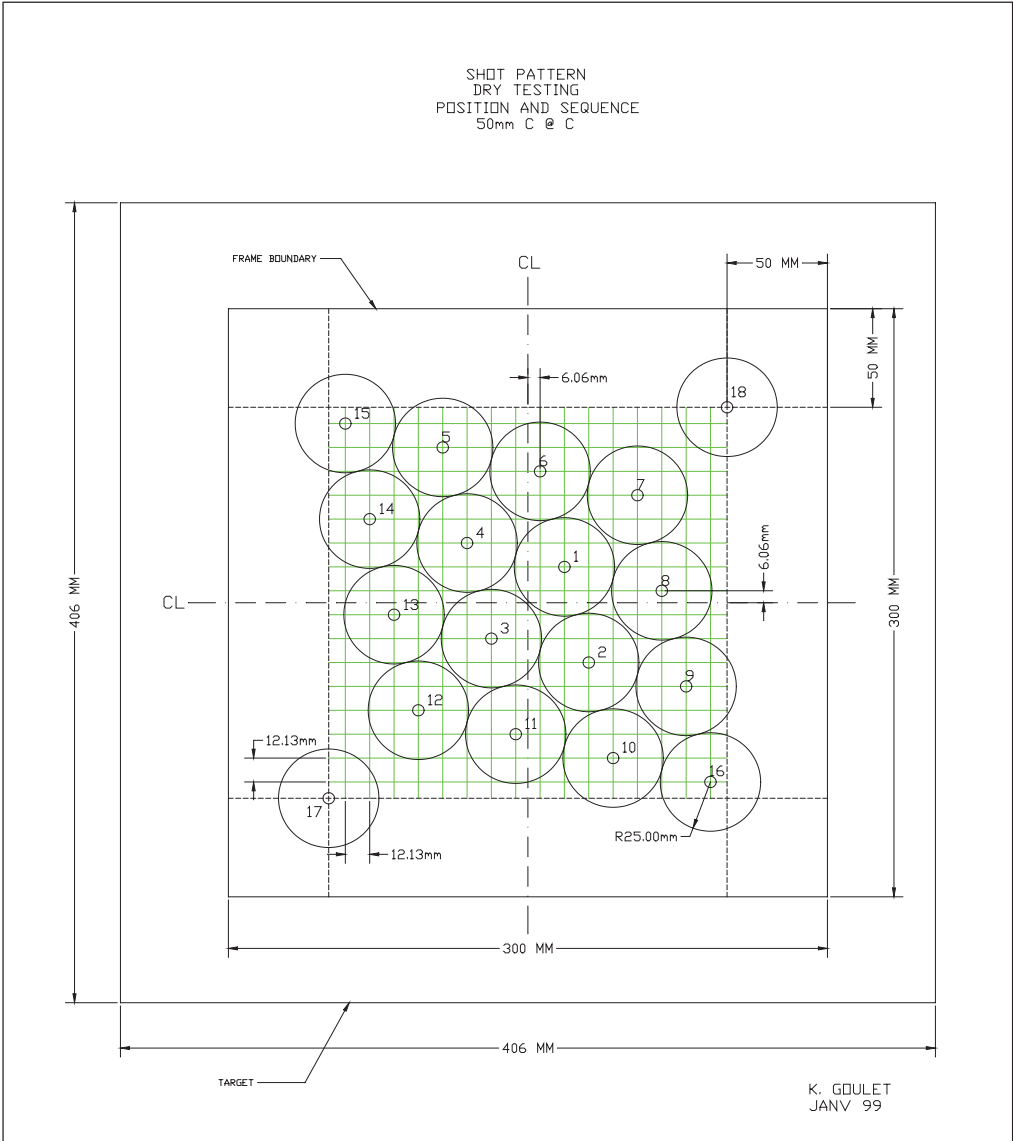 SHOT PATTERN
DRY TESTING
POSITION AND SEQUENCE
50mm C @ C
FRAME BOUNDARY
CL
50 MM
50 MM
6.06mm
18
15
5
6
7
14
4
1
6.06mm
8
CL
13
3
2
406 MM
300 MM
9
12
11
10
12.13mm
16
17
R25.00mm
12.13mm
300 MM
406 MM
TARGET
K. GOULET
JANV 99